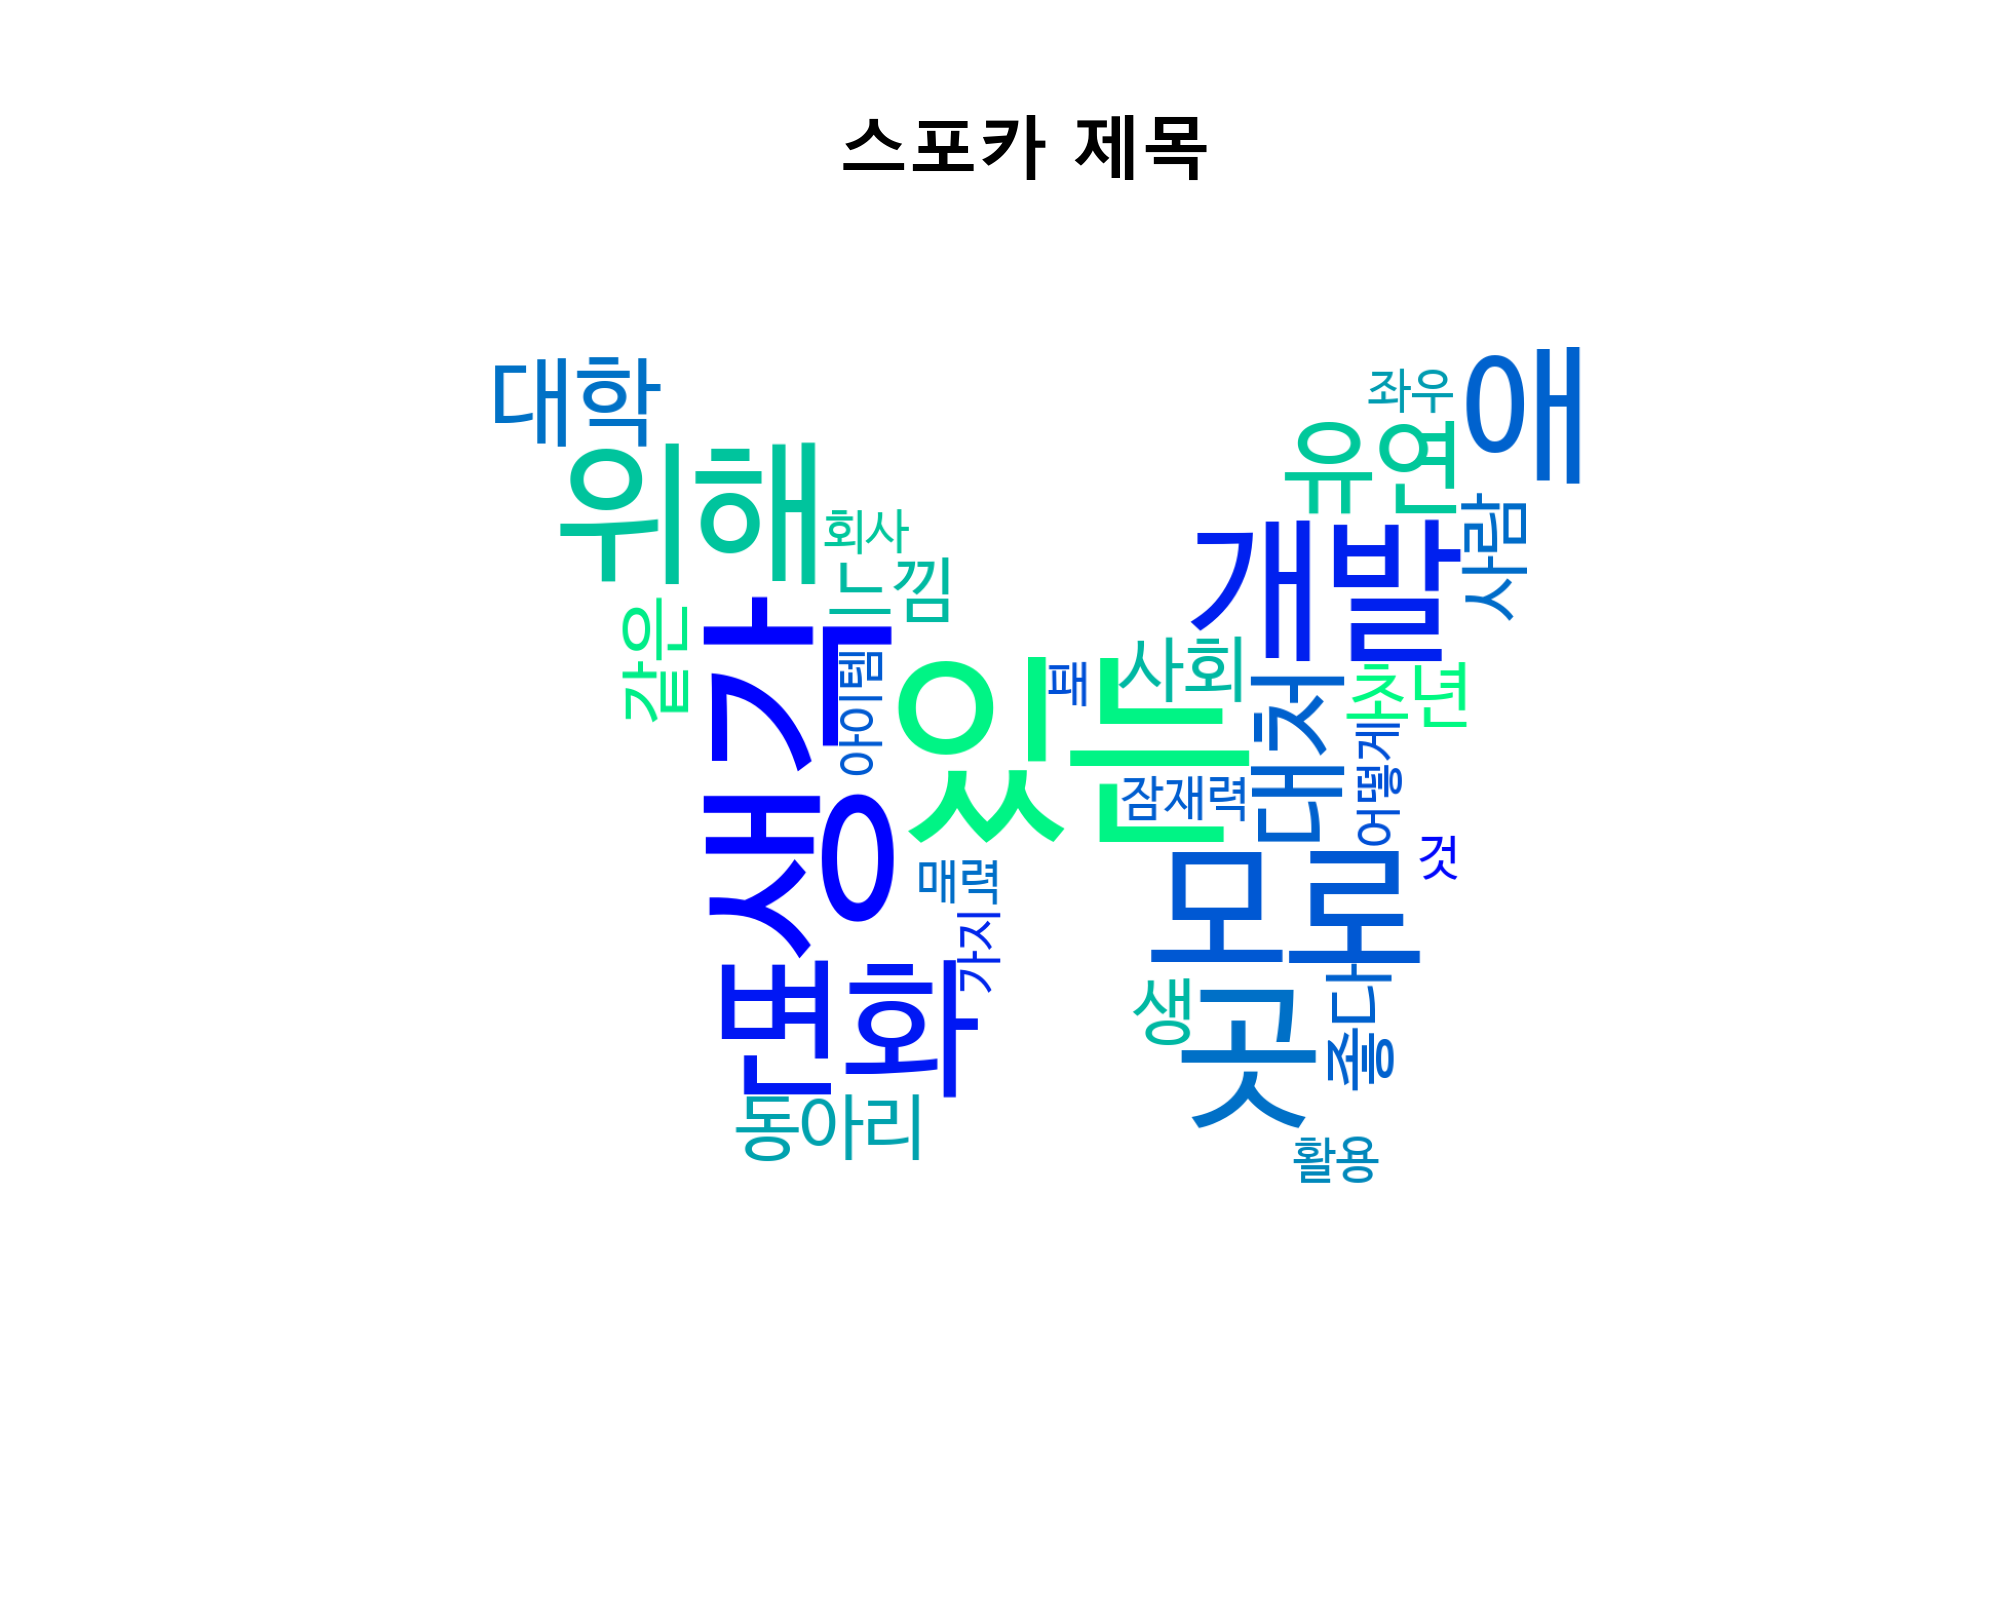 스포카 제목
대학
좌우
애
위해
유연
회사
사람
느낌
개발
같은
생각
아이템
있는
패
사회
초년
대처
어떻게
잠재력
것
매력
모로
가지
변화
생
곳
좋다
동아리
활용